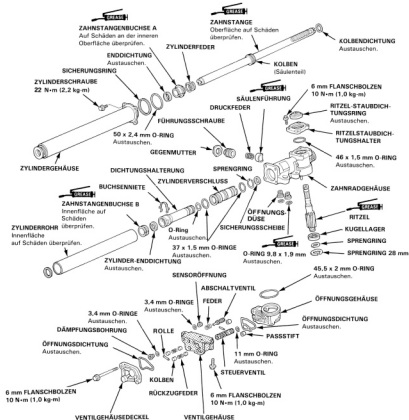 GREASE
ZAHNSTANGENBUCHSE A
Auf Schäden an der inneren
Oberfläche überprüfen.
GREASE
ZAHNSTANGE
Oberfläche auf Schäden
überprüfen.
ZYLINDERFEDER
ENDDICHTUNG
Austauschen.
SICHERUNGSRING
ZYLINDERSCHRAUBE
22 N•m (2,2 kg-m)
KOLBENDICHTUNG
Austauschen.
KOLBEN
(Säulenteil)
GREASE
SÄULENFÜHRUNG
DRUCKFEDER
6 mm FLANSCHBOLZEN
10 N•m (1,0 kg-m)
RITZEL-STAUBDICH-
TUNGSRING
Austauschen.
RITZELSTAUBDICH-
TUNGSHALTER
FÜHRUNGSSCHRAUBE
50 x 2,4 mm O-RING
Austauschen.
GEGENMUTTER
46 x 1,5 mm O-RING
Austauschen.
ZYLINDERGEHÄUSE
DICHTUNGSHALTUNG
SPRENGRING
ZYLINDERVERSCHLUSS
ZAHNRADGEHÄUSE
GREASE
BUCHSENNIETE
ZAHNSTANGENBUCHSE B
Innenfläche auf
Schäden
überprüfen.
ÖFFNUNGS-
DÜSE
GREASE
RITZEL
SICHERUNGSSCHEIBE
KUGELLAGER
ZYLINDERROHR
Innenfläche
auf Schäden überprüfen.
O-Ring
Austauschen.
37 x 1,5 mm O-RINGE
Austauschen.
GREASE
O-RING 9,8 x 1,9 mm
Austauschen.
SPRENGRING
SPRENGRING 28 mm
ZYLINDER-ENDDICHTUNG
Austauschen.
SENSORÖFFNUNG
ABSCHALTVENTIL
45,5 x 2 mm O-RING
Austauschen.
3,4 mm O-RINGE
Austauschen.
FEDER
ÖFFNUNGSGEHÄUSE
3,4 mm O-RINGE
Austauschen.
ROLLE
DÄMPFUNGSBOHRUNG
ÖFFNUNGSDICHTUNG
Austauschen.
ÖFFNUNGSDICHTUNG
Austauschen.
PASSSTIFT
11 mm O-RING
Austauschen.
STEUERVENTIL
KOLBEN
RÜCKZUGFEDER
6 mm FLANSCHBOLZEN
10 N•m (1,0 kg-m)
6 mm FLANSCHBOLZEN
10 N•m (1,0 kg-m)
VENTILGEHÄUSEDECKEL
VENTILGEHÄUSE